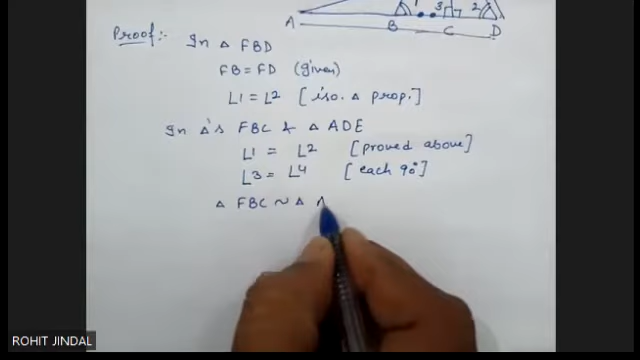 1 3 7 2
A B C D
Proof:-
In △ FBD
FB = FD (given)
∟1 = ∟2 [iso. △ prop.]
In △'s FBC & △ ADE
∟1 = ∟2 [proved above]
∟3 = ∟4 [each 90°]
△ FBC ~ △ A
ROHIT JINDAL